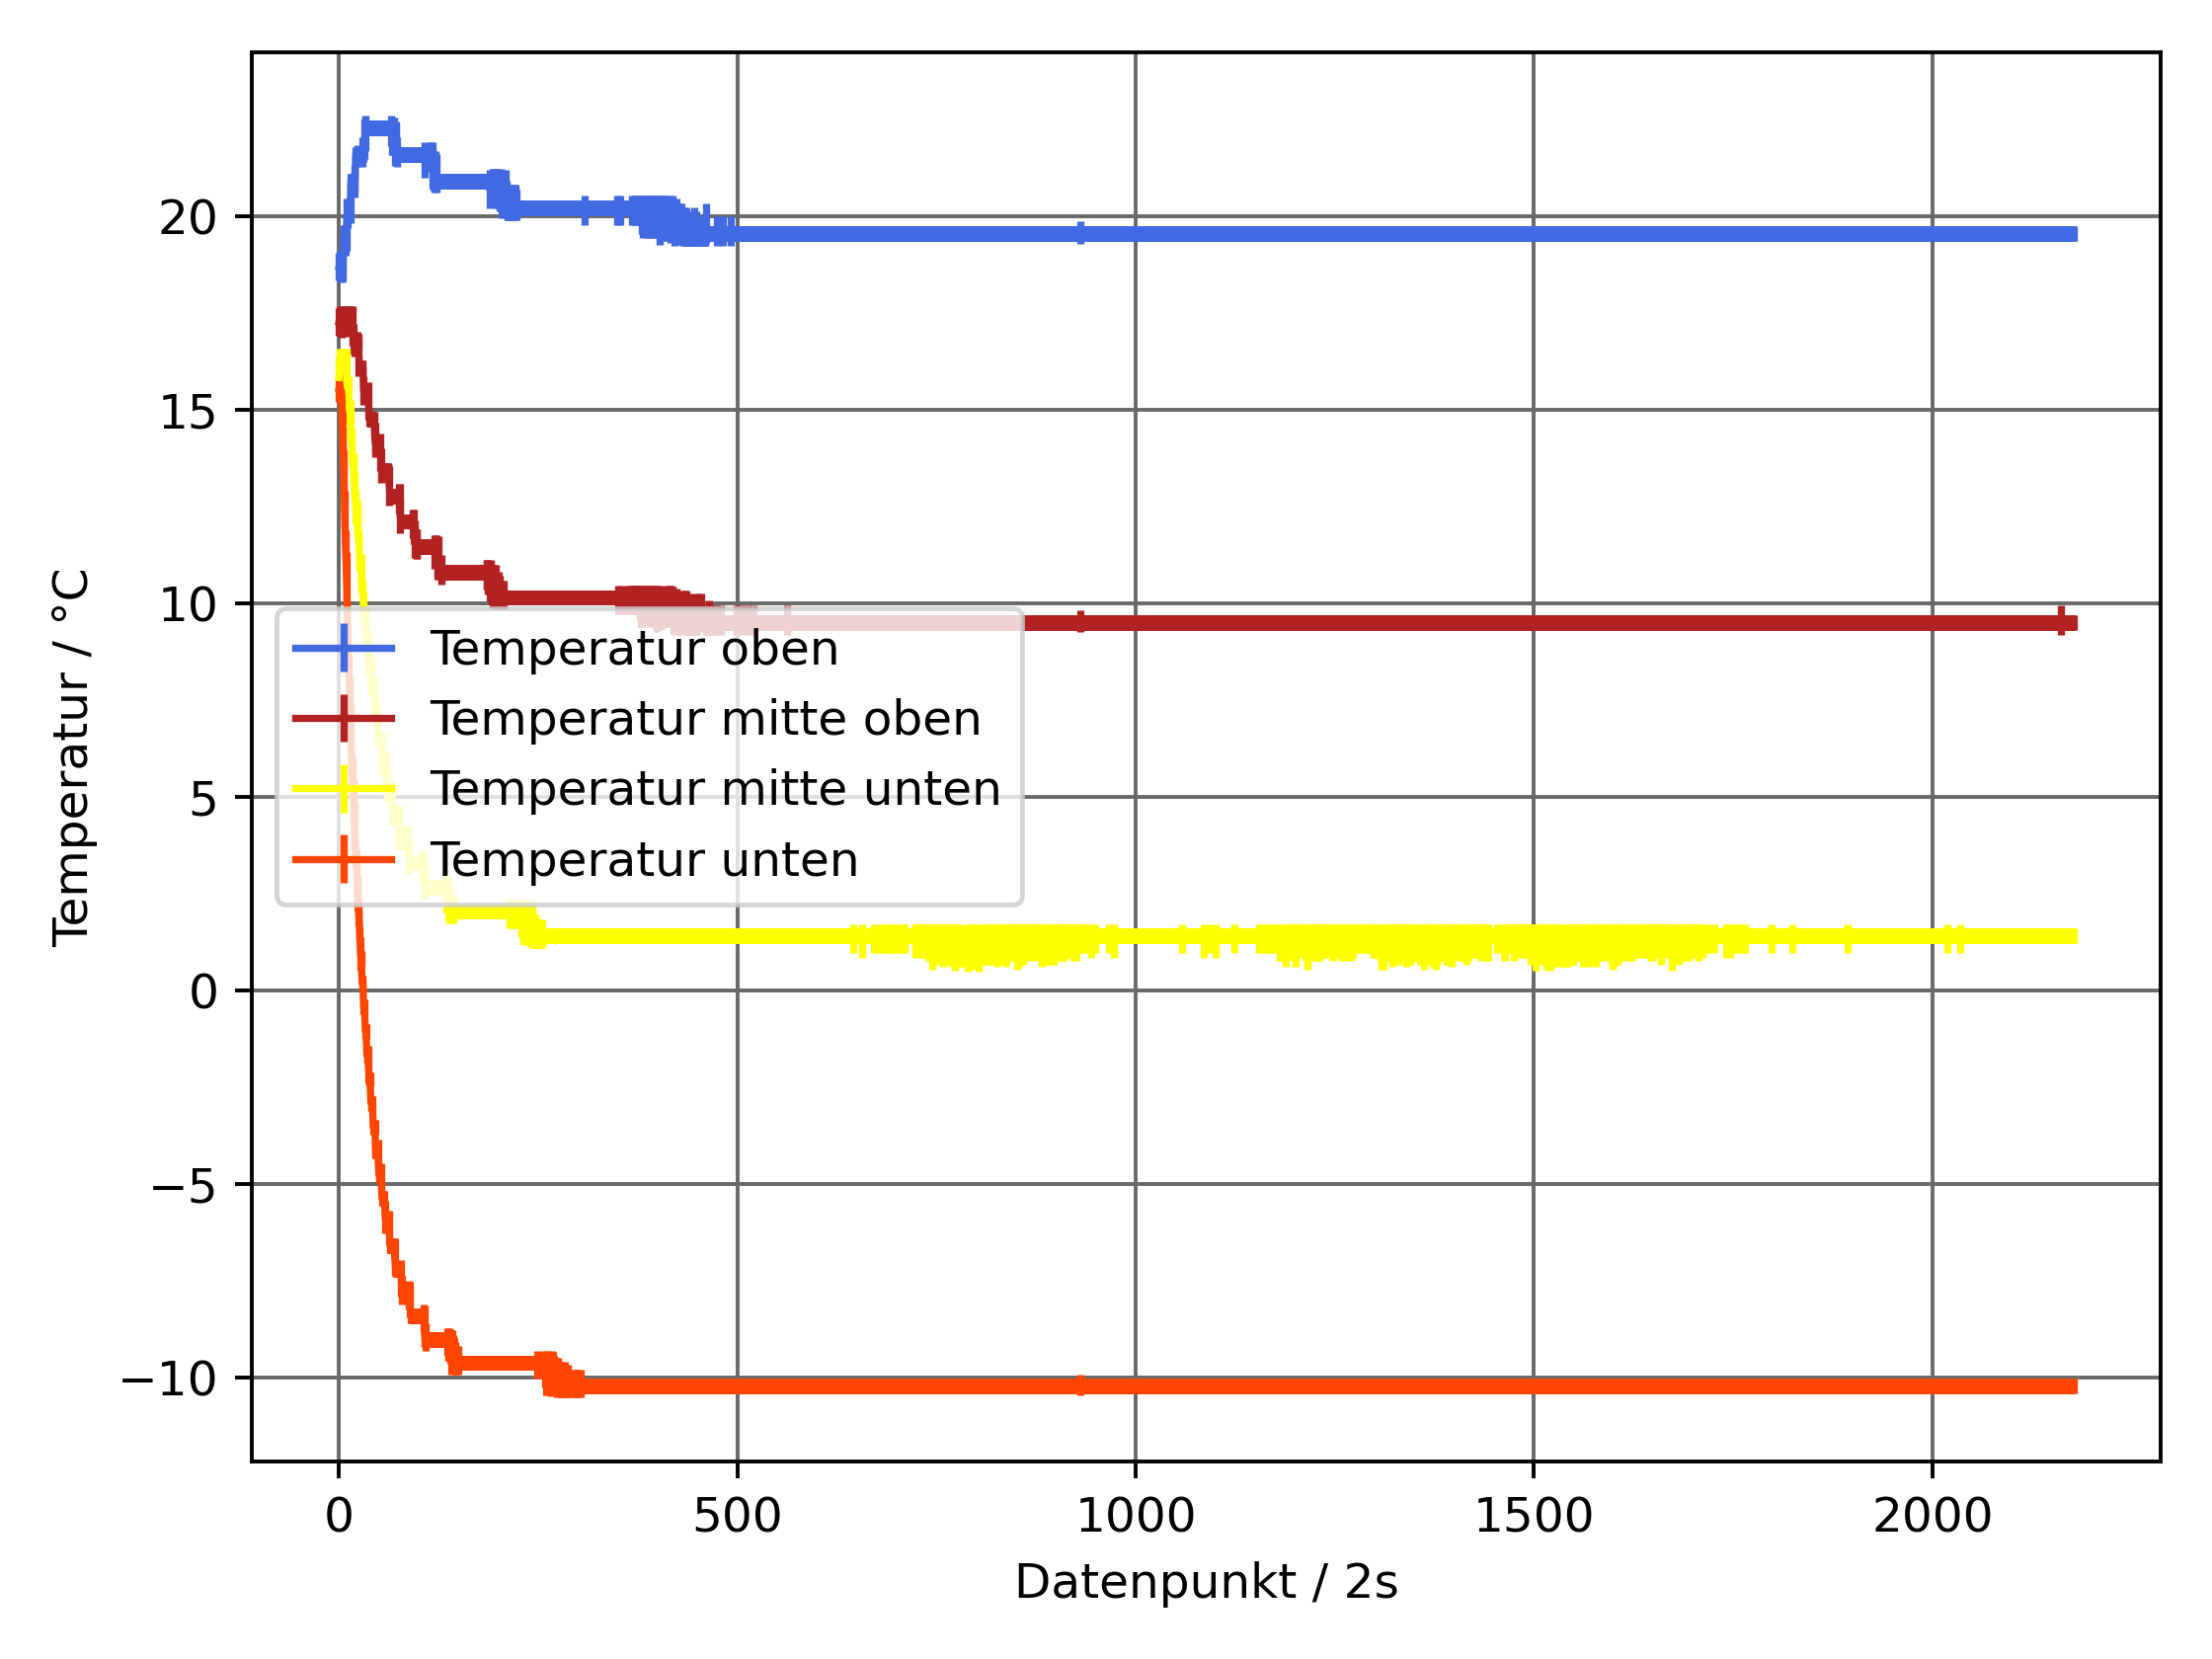 Temperatur / °C
20
15
10
5
0
−5
−10
Temperatur oben
Temperatur mitte oben
Temperatur mitte unten
Temperatur unten
0 500 1000 1500 2000
Datenpunkt / 2s